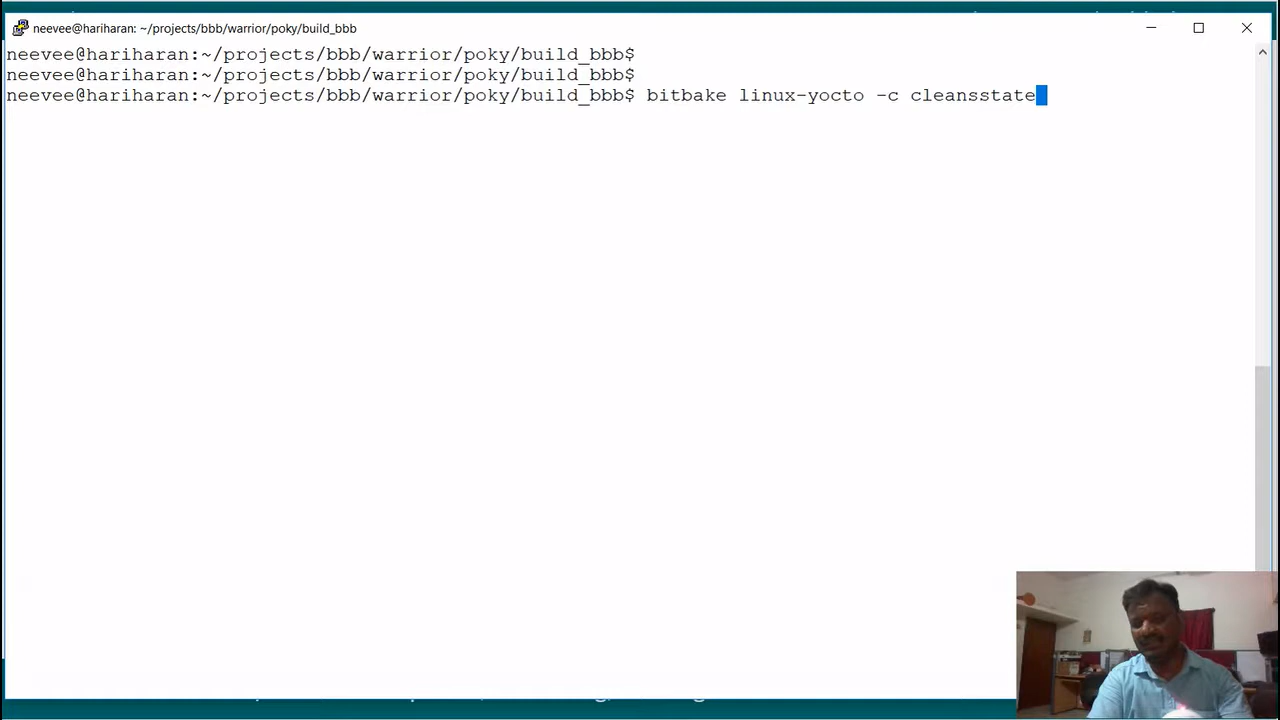 neevee@hariharan: ~/projects/bbb/warrior/poky/build_bbb
neevee@hariharan:~/projects/bbb/warrior/poky/build_bbb$
neevee@hariharan:~/projects/bbb/warrior/poky/build_bbb$
neevee@hariharan:~/projects/bbb/warrior/poky/build_bbb$ bitbake linux-yocto -c cleansstate